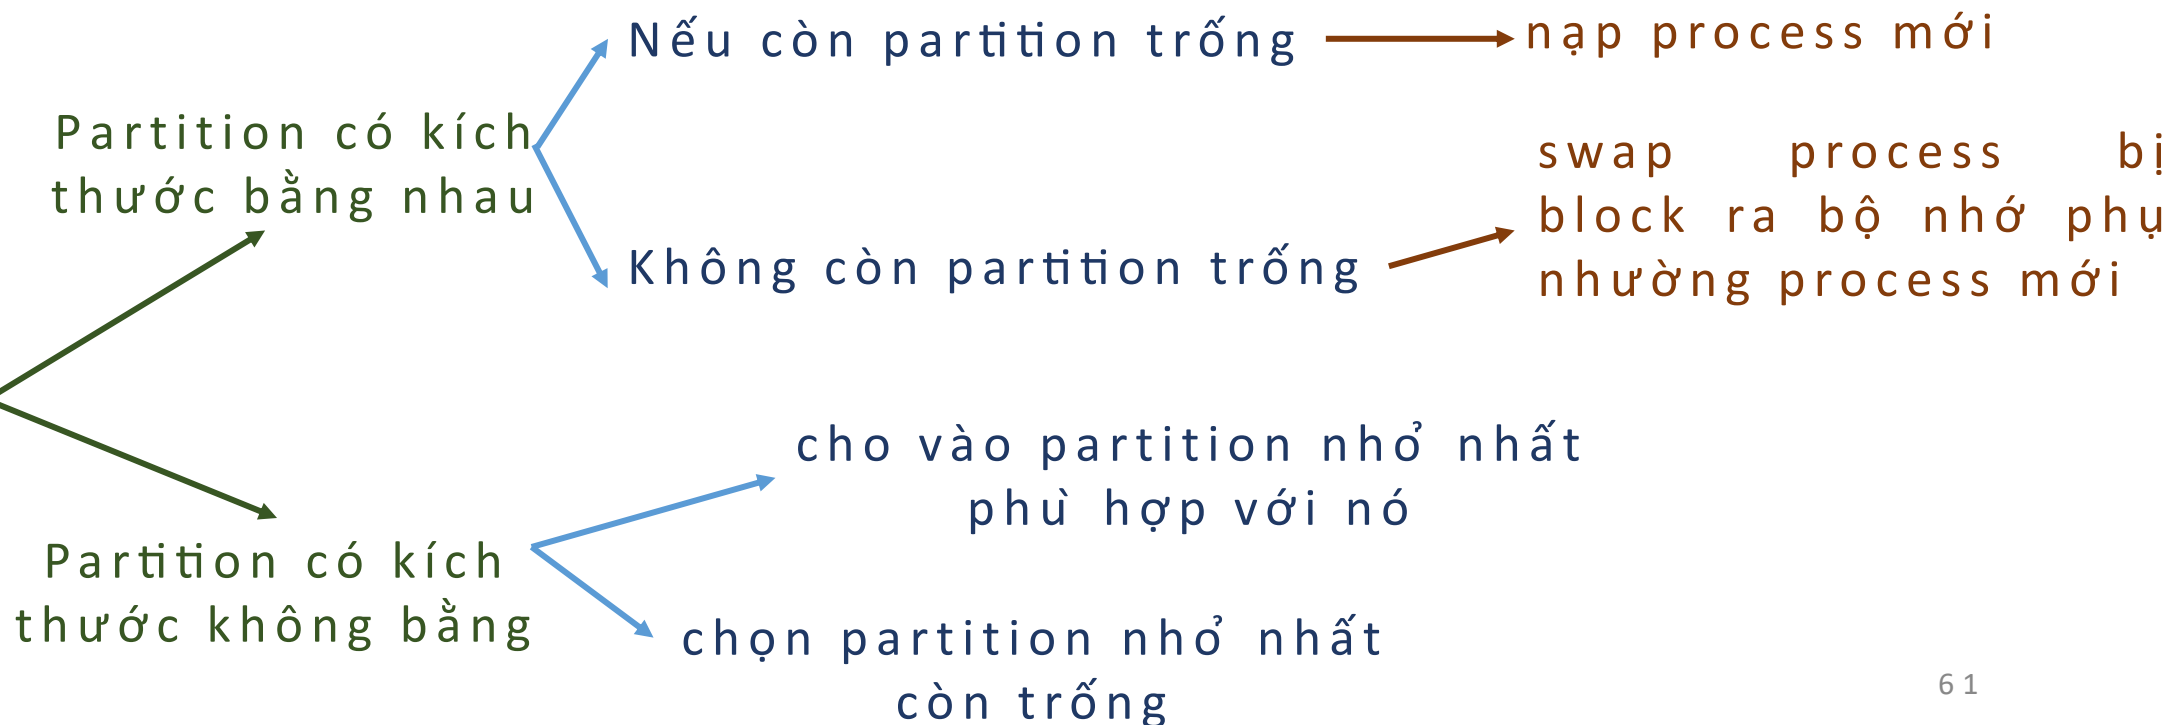 Nếu còn partition trống
nạp process mới
Partition có kích
thước bằng nhau
swap process bị
block ra bộ nhớ phụ
nhường process mới
Không còn partition trống
cho vào partition nhỏ nhất
phù hợp với nó
Partition có kích
thước không bằng
chọn partition nhỏ nhất
còn trống
61